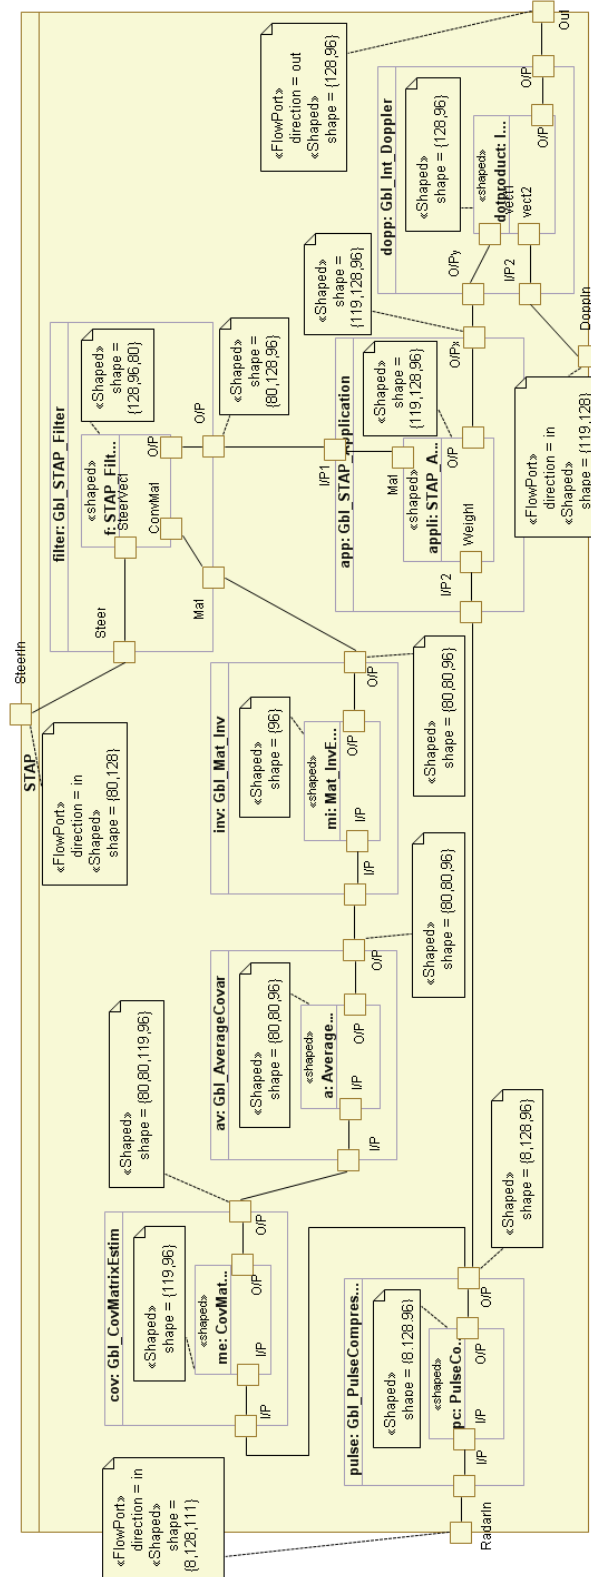 STAP
SteerIn
«FlowPort»
direction = in
«Shaped»
shape = {80,128}
filter: Gbl_STAP_Filter
«Shaped»
shape =
{128,96,80}
«shaped»
f: STAP_Filt...
SteerVect
Steer
ConvMat
O/P
Mat
O/P
«Shaped»
shape =
{80,128,96}
«FlowPort»
direction = out
«Shaped»
shape = {128,96}
Out
dopp: Gbl_Int_Doppler
«Shaped»
shape = {128,96}
«shaped»
dotproduct: I...
vect1
vect2
O/P
O/P
O/Py
I/P2
DoppIn
«FlowPort»
direction = in
«Shaped»
shape =
{119,128}
«Shaped»
shape =
{119,128,96}
app: Gbl_STAP_Application
«Shaped»
shape =
{119,128,96}
«shaped»
appli: STAP_A...
I/P1
Mat
O/P
O/Px
Weight
I/P2
inv: Gbl_Mat_Inv
«Shaped»
shape = {96}
«shaped»
mi: Mat_InvE...
I/P
I/P
O/P
O/P
«Shaped»
shape = {80,80,96}
av: Gbl_AverageCovar
«Shaped»
shape = {80,80,96}
«shaped»
a: Average...
I/P
I/P
O/P
O/P
«Shaped»
shape = {80,80,96}
cov: Gbl_CovMatrixEstim
«Shaped»
shape = {119,96}
«shaped»
me: CovMat...
I/P
I/P
O/P
O/P
«Shaped»
shape = {80,80,119,96}
pulse: Gbl_PulseCompres...
«Shaped»
shape = {8,128,96}
«shaped»
pc: PulseCo...
I/P
I/P
O/P
O/P
«Shaped»
shape = {8,128,96}
RadarIn
«FlowPort»
direction = in
«Shaped»
shape =
{8,128,111}